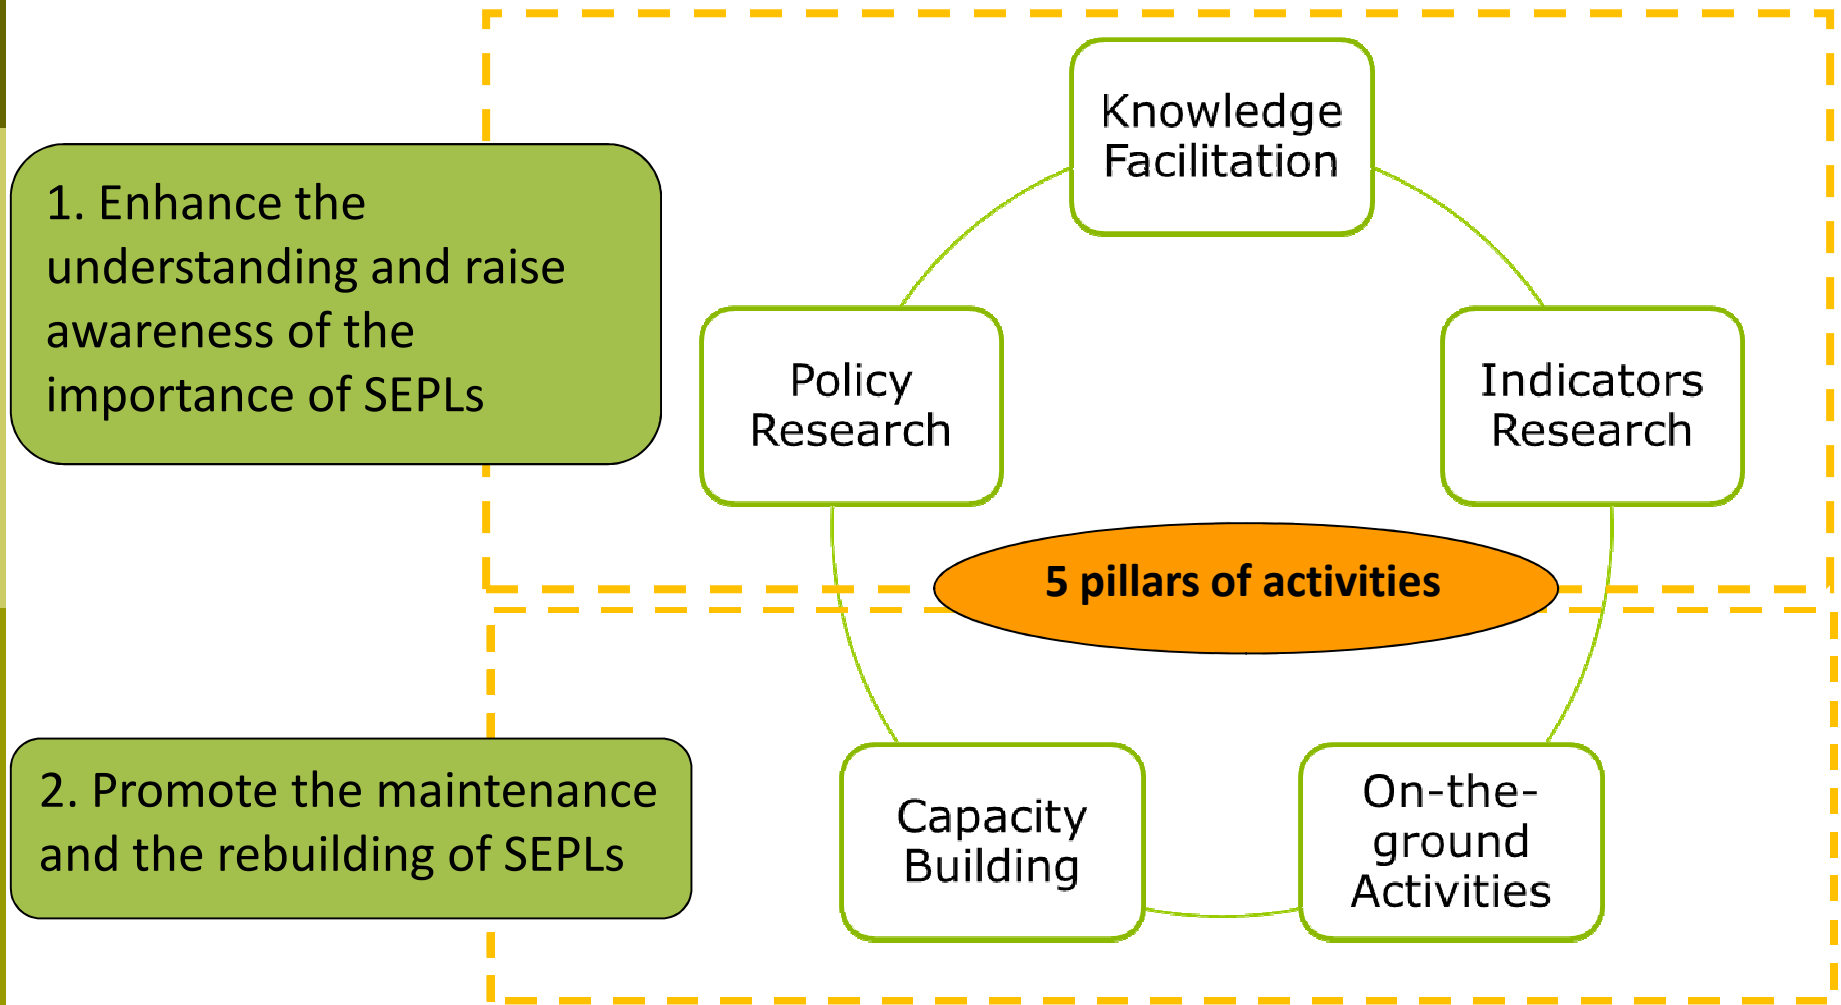 Knowledge
Facilitation
1. Enhance the
understanding and raise
awareness of the
importance of SEPLs
Policy
Research
Indicators
Research
5 pillars of activities
2. Promote the maintenance
and the rebuilding of SEPLs
Capacity
Building
On-the-
ground
Activities